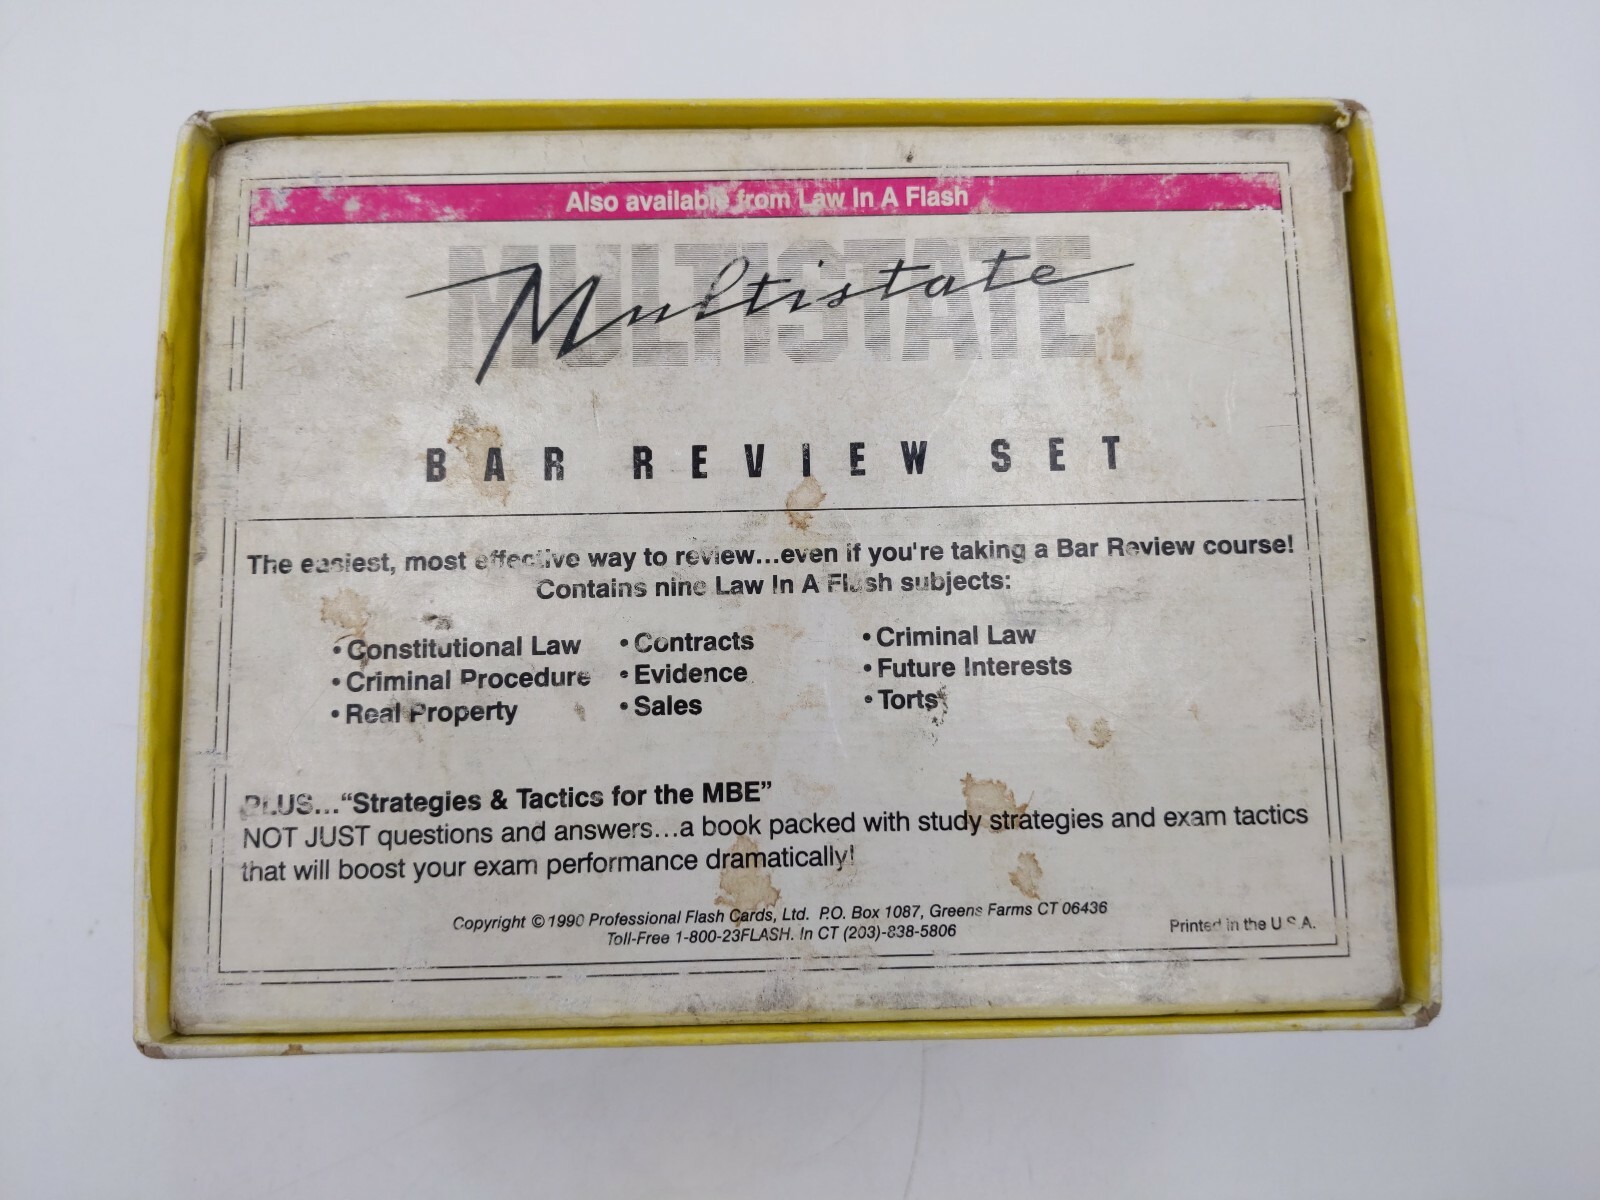 Also available from Law In A Flash
MULTISTATE
Multistate
BAR REVIEW SET
The easiest, most effective way to review...even if you're taking a Bar Review course!
Contains nine Law In A Flash subjects:
• Constitutional Law • Contracts • Criminal Law
• Criminal Procedure • Evidence • Future Interests
• Real Property • Sales • Torts
PLUS...“Strategies & Tactics for the MBE”
NOT JUST questions and answers...a book packed with study strategies and exam tactics
that will boost your exam performance dramatically!
Copyright © 1990 Professional Flash Cards, Ltd. P.O. Box 1087, Greens Farms CT 06436
Toll-Free 1-800-23FLASH. In CT (203)-838-5806
Printed in the U.S.A.